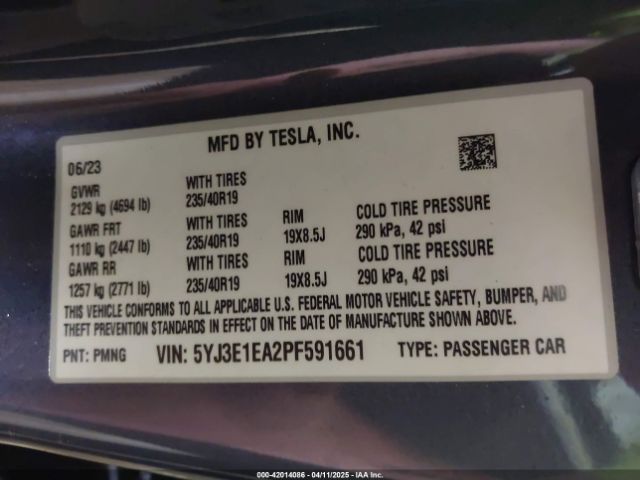 MFD BY TESLA, INC.
06/23
GVWR WITH TIRES
2129 kg (4694 lb) 235/40R19
GAWR FRT WITH TIRES RIM COLD TIRE PRESSURE
1110 kg (2447 lb) 235/40R19 19X8.5J 290 kPa, 42 psi
GAWR RR WITH TIRES RIM COLD TIRE PRESSURE
1257 kg (2771 lb) 235/40R19 19X8.5J 290 kPa, 42 psi
THIS VEHICLE CONFORMS TO ALL APPLICABLE U.S. FEDERAL MOTOR VEHICLE SAFETY, BUMPER, AND
THEFT PREVENTION STANDARDS IN EFFECT ON THE DATE OF MANUFACTURE SHOWN ABOVE.
PNT: PMNG VIN: 5YJ3E1EA2PF591661 TYPE: PASSENGER CAR
000-42014086 - 04/11/2025 - IAA Inc.